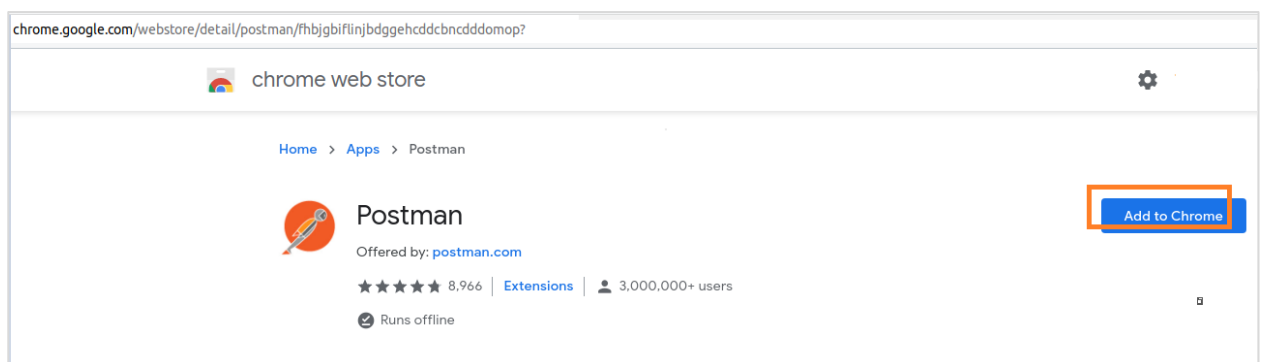 chrome.google.com/webstore/detail/postman/fhbjgbiflinjbdggehcddcbncdddomop?
chrome web store
Home > Apps > Postman
Postman
Add to Chrome
Offered by: postman.com
8,966 | Extensions | 3,000,000+ users
Runs offline